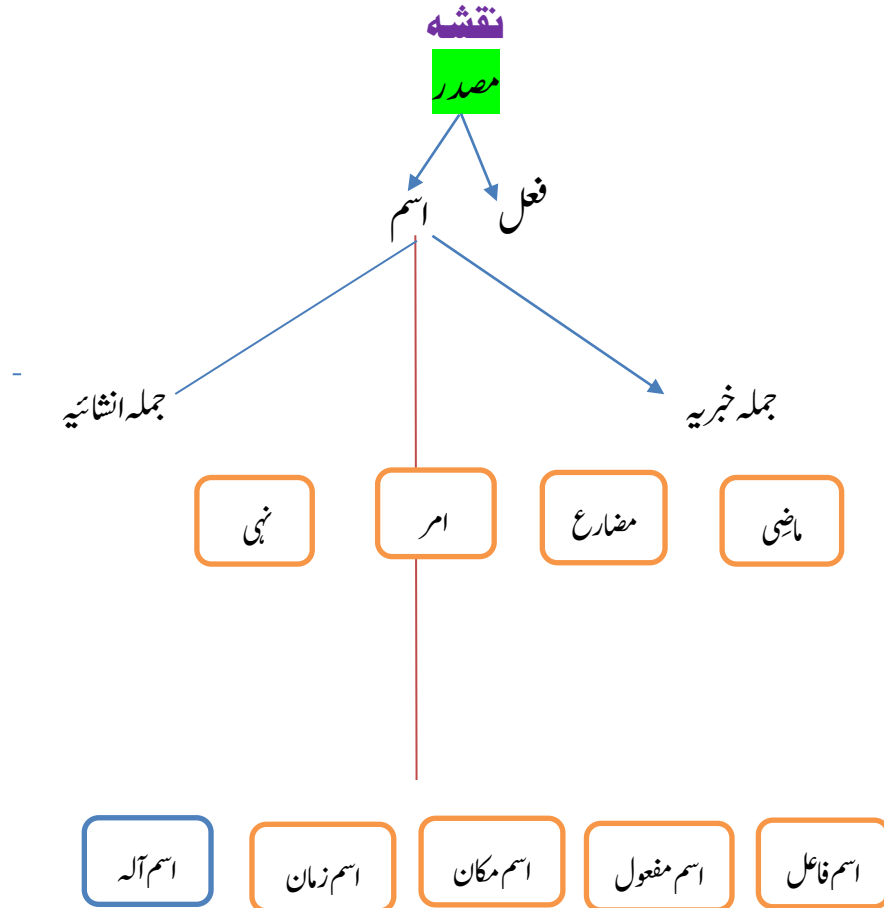 نقشه
مصدر
فعل اسم
جملہ خبریہ جملہ انشائیہ
ماضِی مضارع امر نہی
اسم فاعل اسم مفعول اسم مکان اسم زمان اسم آلہ